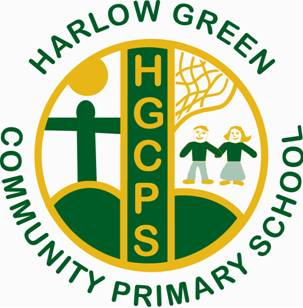 HARLOW GREEN
HGCPS
COMMUNITY PRIMARY SCHOOL